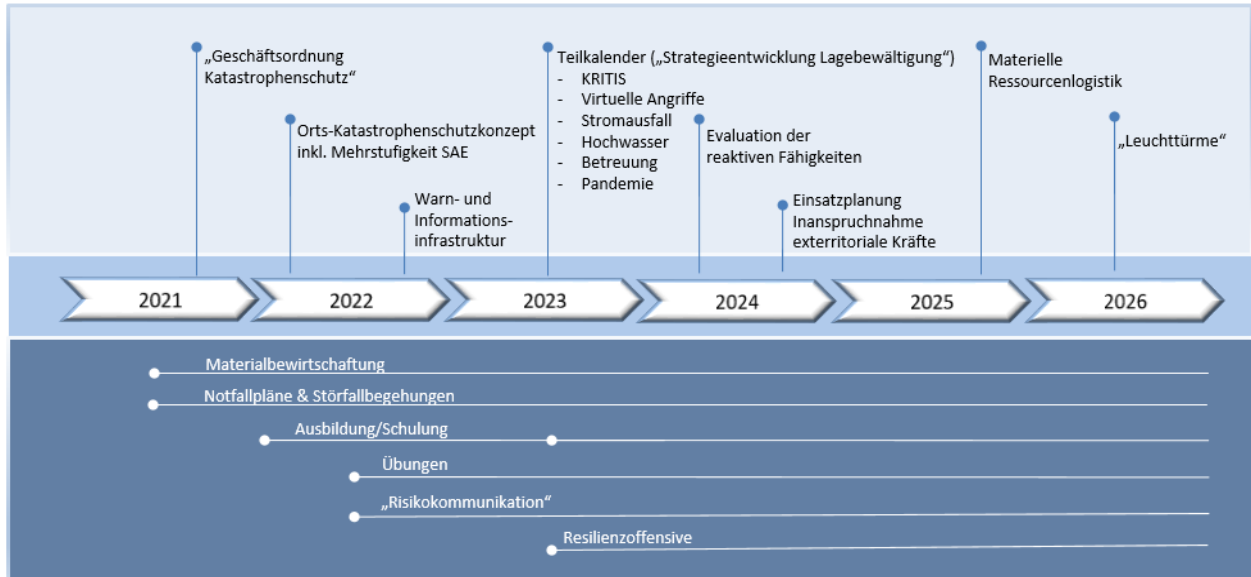 „Geschäftsordnung
Katastrophenschutz“
Orts-Katastrophenschutzkonzept
inkl. Mehrstufigkeit SAE
Warn- und
Informations-
infrastruktur
Teilkalender („Strategieentwicklung Lagebewältigung“)
- KRITIS
- Virtuelle Angriffe
- Stromausfall
- Hochwasser
- Betreuung
- Pandemie
Evaluation der
reaktiven Fähigkeiten
Einsatzplanung
Inanspruchnahme
exterritoriale Kräfte
Materielle
Ressourcenlogistik
„Leuchttürme“
2021
2022
2023
2024
2025
2026
Materialbewirtschaftung
Notfallpläne & Störfallbegehungen
Ausbildung/Schulung
Übungen
„Risikokommunikation“
Resilienzoffensive